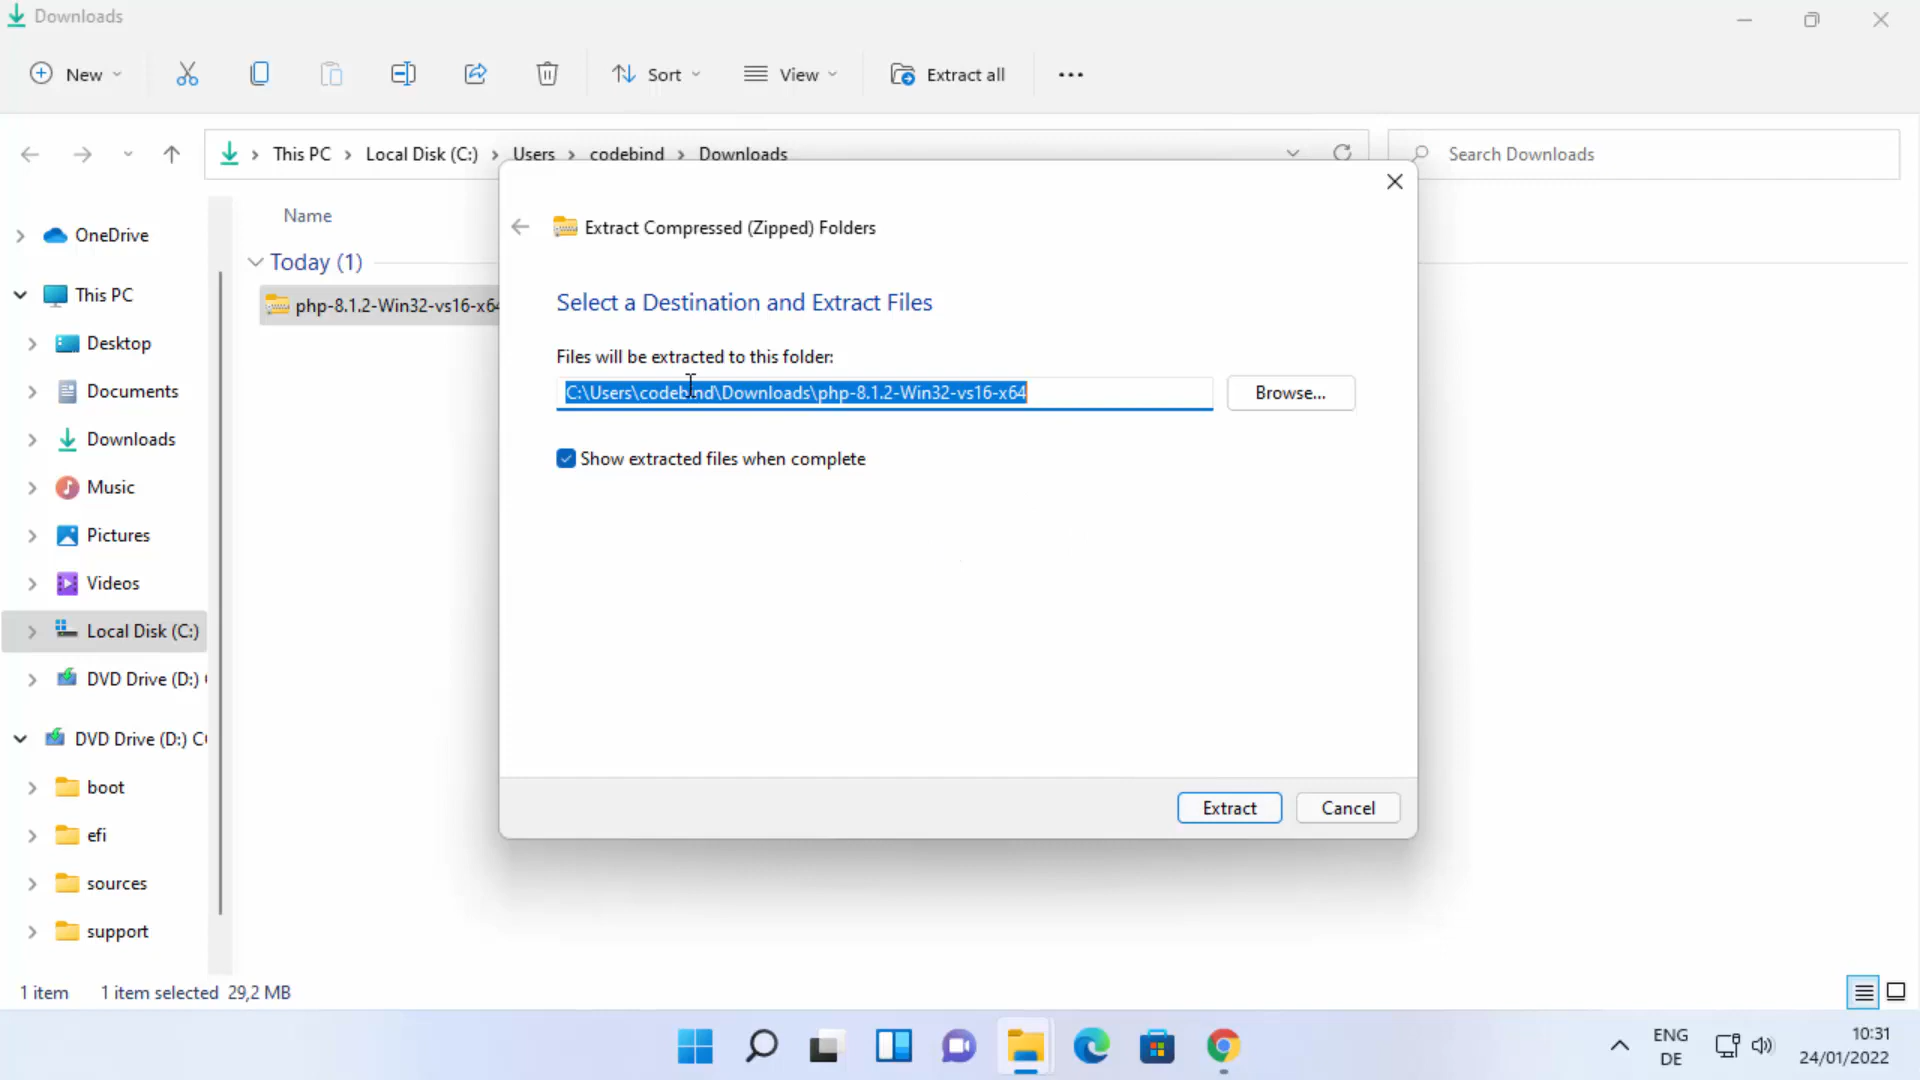 Downloads
New
Sort
View
Extract all
This PC
Local Disk (C:)
Users
codebind
Downloads
Search Downloads
Extract Compressed (Zipped) Folders
Select a Destination and Extract Files
Files will be extracted to this folder:
C:\Users\codebind\Downloads\php-8.1.2-Win32-vs16-x64
Browse...
Show extracted files when complete
Extract
Cancel
Name
Today (1)
php-8.1.2-Win32-vs16-x64
OneDrive
This PC
Desktop
Documents
Downloads
Music
Pictures
Videos
Local Disk (C:)
DVD Drive (D:)
DVD Drive (D:)
boot
efi
sources
support
1 item
1 item selected 29,2 MB
ENG
DE
10:31
24/01/2022